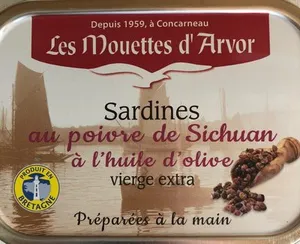 Depuis 1959, à Concarneau
Les Mouettes d'Arvor
Sardines
au poivre de Sichuan
à l'huile d'olive
vierge extra
PRODUIT EN
BRETAGNE
Préparées à la main